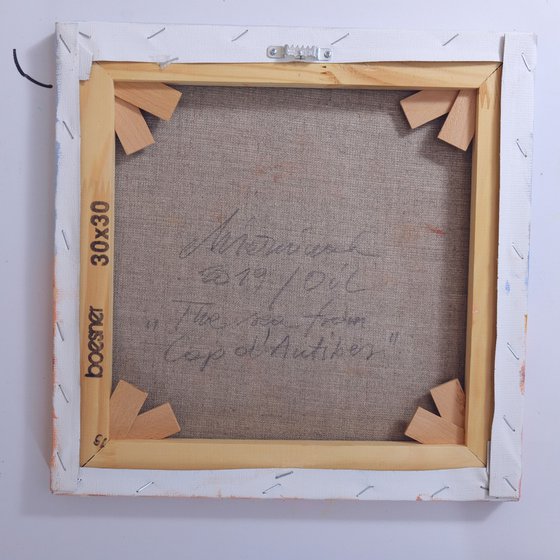 30x30
boesner
2019 / OiL
„ The sea from
Cap d'Antibes"